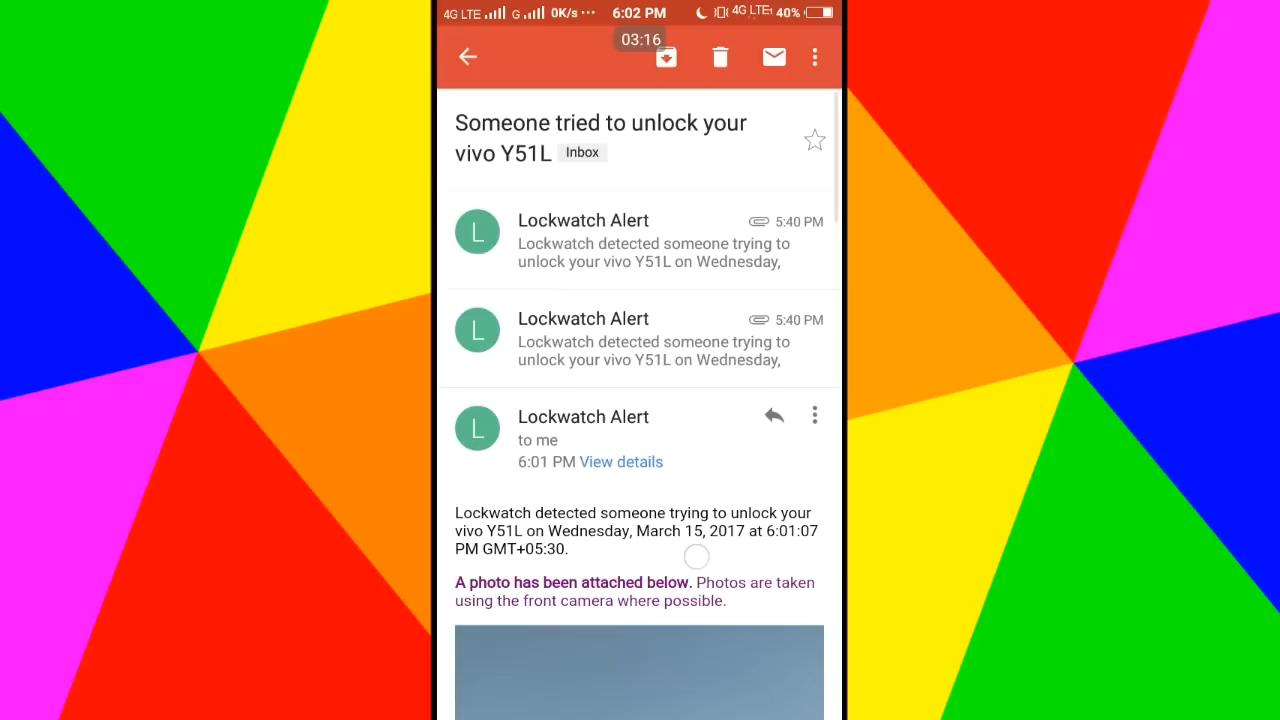 4G LTE G 0K/s ... 6:02 PM 4G LTE 40%
03:16
Someone tried to unlock your
vivo Y51L Inbox
L Lockwatch Alert 5:40 PM
Lockwatch detected someone trying to
unlock your vivo Y51L on Wednesday,
L Lockwatch Alert 5:40 PM
Lockwatch detected someone trying to
unlock your vivo Y51L on Wednesday,
L Lockwatch Alert
to me
6:01 PM View details
Lockwatch detected someone trying to unlock your
vivo Y51L on Wednesday, March 15, 2017 at 6:01:07
PM GMT+05:30.
A photo has been attached below. Photos are taken
using the front camera where possible.